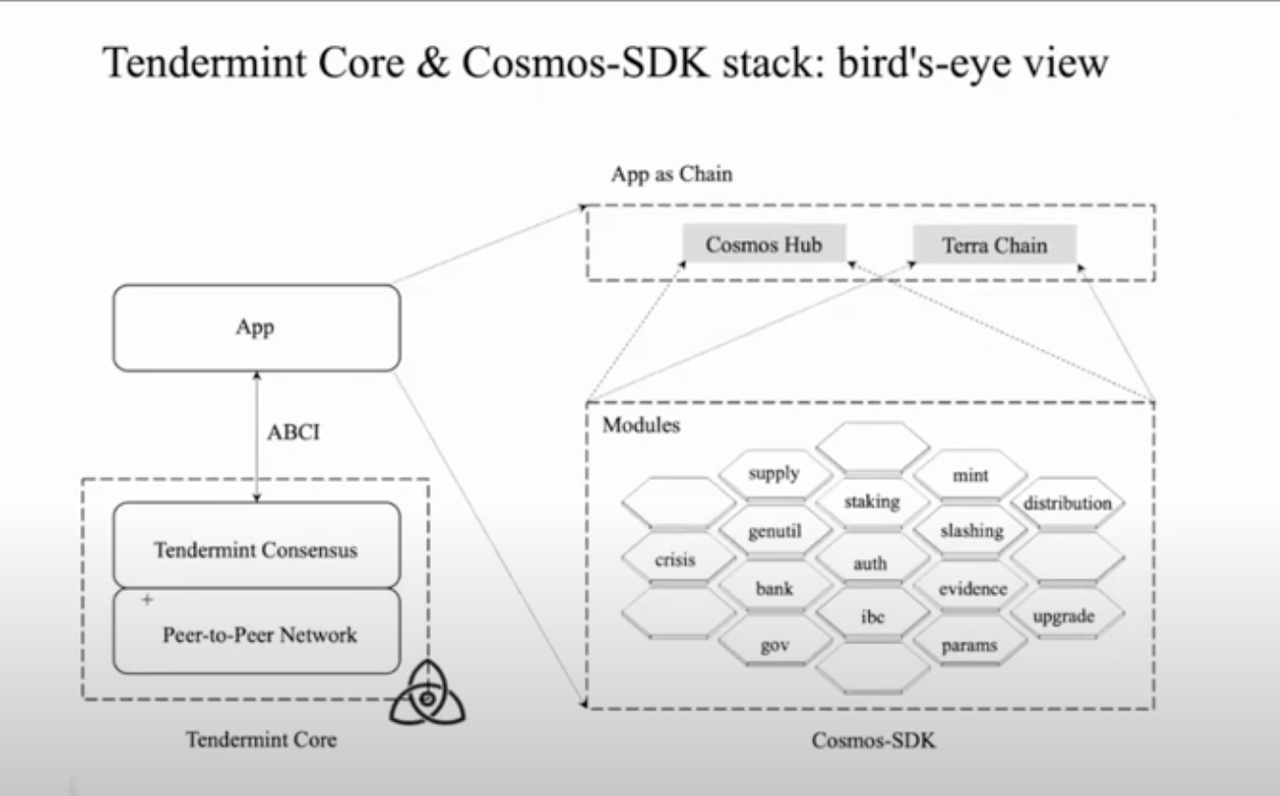 Tendermint Core & Cosmos-SDK stack: bird's-eye view
App as Chain
Cosmos Hub
Terra Chain
App
ABCI
Tendermint Consensus
Peer-to-Peer Network
Tendermint Core
Modules
supply
mint
staking
distribution
genutil
slashing
crisis
auth
bank
evidence
ibc
upgrade
gov
params
Cosmos-SDK